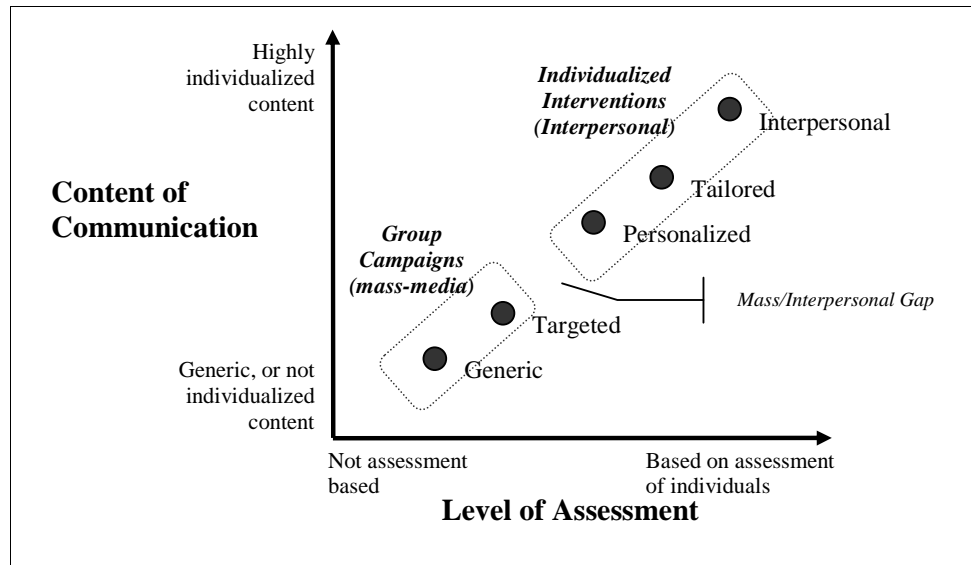 Highly
individualized
content
Individualized
Interventions
(Interpersonal)
Interpersonal
Content of
Communication
Tailored
Personalized
Group
Campaigns
(mass-media)
Mass/Interpersonal Gap
Targeted
Generic
Generic, or not
individualized
content
Not assessment
based
Based on assessment
of individuals
Level of Assessment